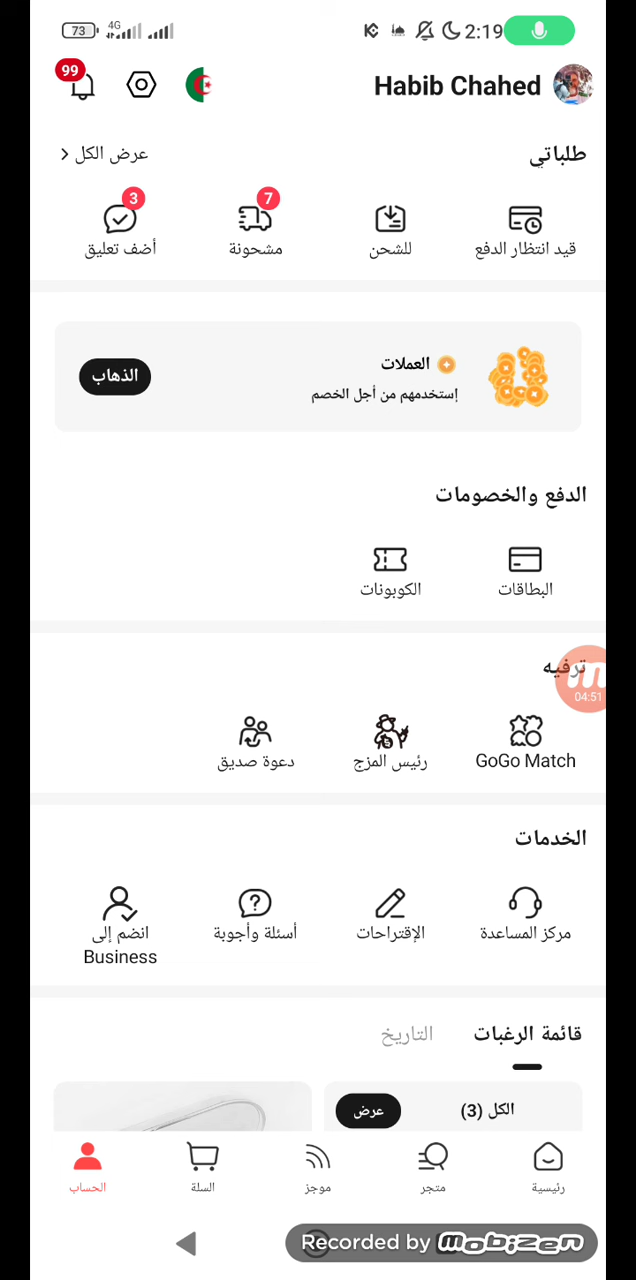 73 4G 2:19
99 Habib Chahed
طلباتي عرض الكل
3 7
قيد انتظار الدفع للشحن مشحونة أضف تعليق
العملات
إستخدمهم من أجل الخصم
الذهاب
الدفع والخصومات
البطاقات الكوبونات
ترفيه
04:51
GoGo Match رئيس المزح دعوة صديق
الخدمات
مركز المساعدة الإقتراحات أسئلة وأجوبة انضم إلى
Business
قائمة الرغبات التاريخ
الكل (3) عرض
رئيسية متجر موجز السلة الحساب
Recorded by Mobizen